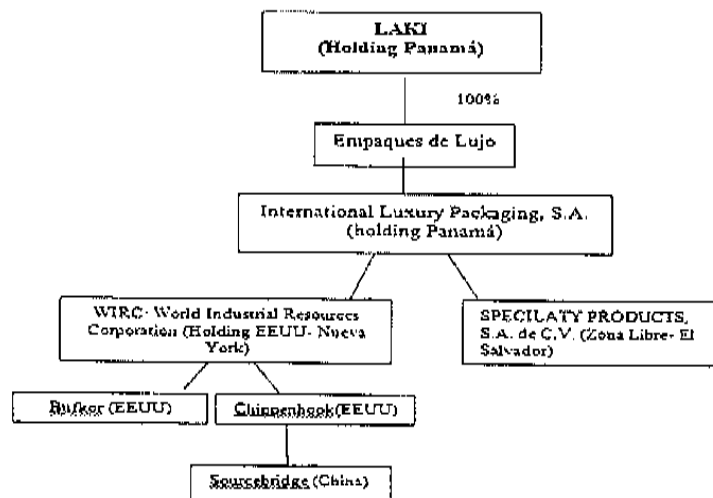 LAKI
(Holding Panamá)
100%
Empaques de Lujo
International Luxury Packaging, S.A.
(holding Panamá)
WIRC- World Industrial Resources
Corporation (Holding EEUU- Nueva
York)
SPECILATY PRODUCTS,
S.A. de C.V. (Zona Libre- El
Salvador)
Bufkor (EEUU)
Chippenhook(EEUU)
Sourcebridge (China)